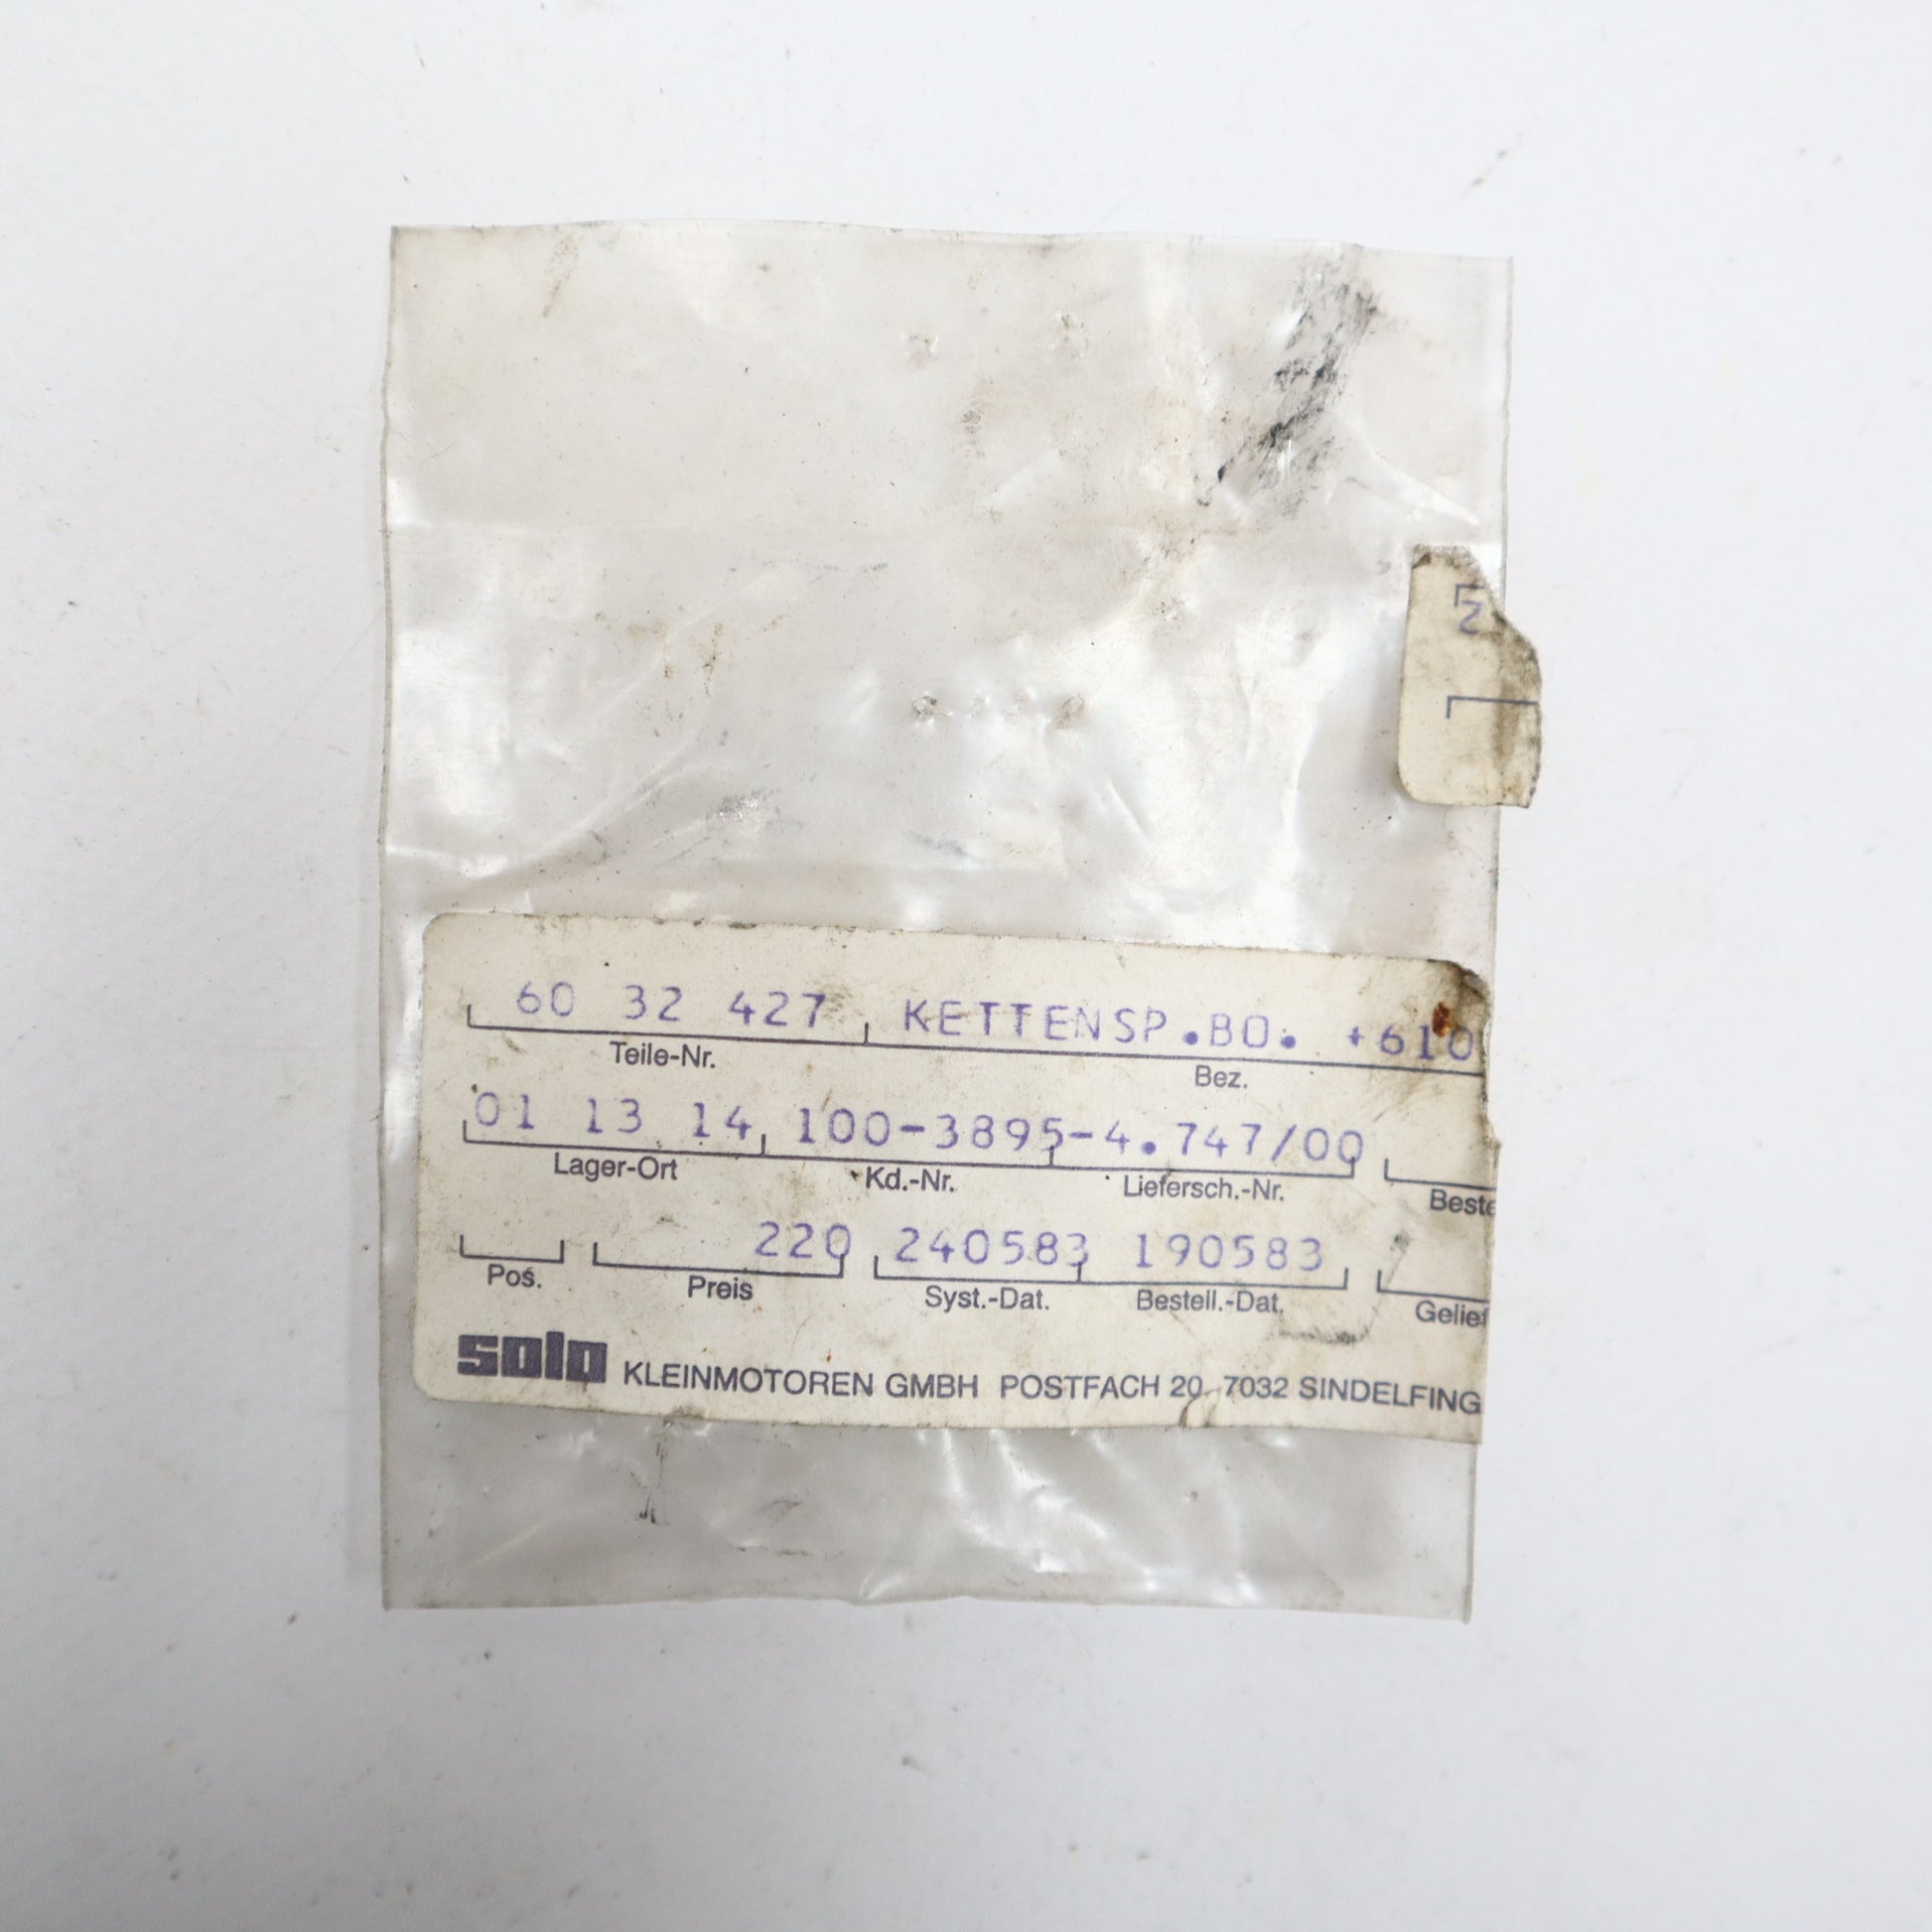 2
60 32 427 KETTENSP.BO. +610
Teile-Nr. Bez.
01 13 14 100-3895-4.747/00
Lager-Ort Kd.-Nr. Liefersch.-Nr. Beste
220 240583 190583
Pos. Preis Syst.-Dat. Bestell.-Dat. Gelief
solo KLEINMOTOREN GMBH POSTFACH 20 7032 SINDELFING